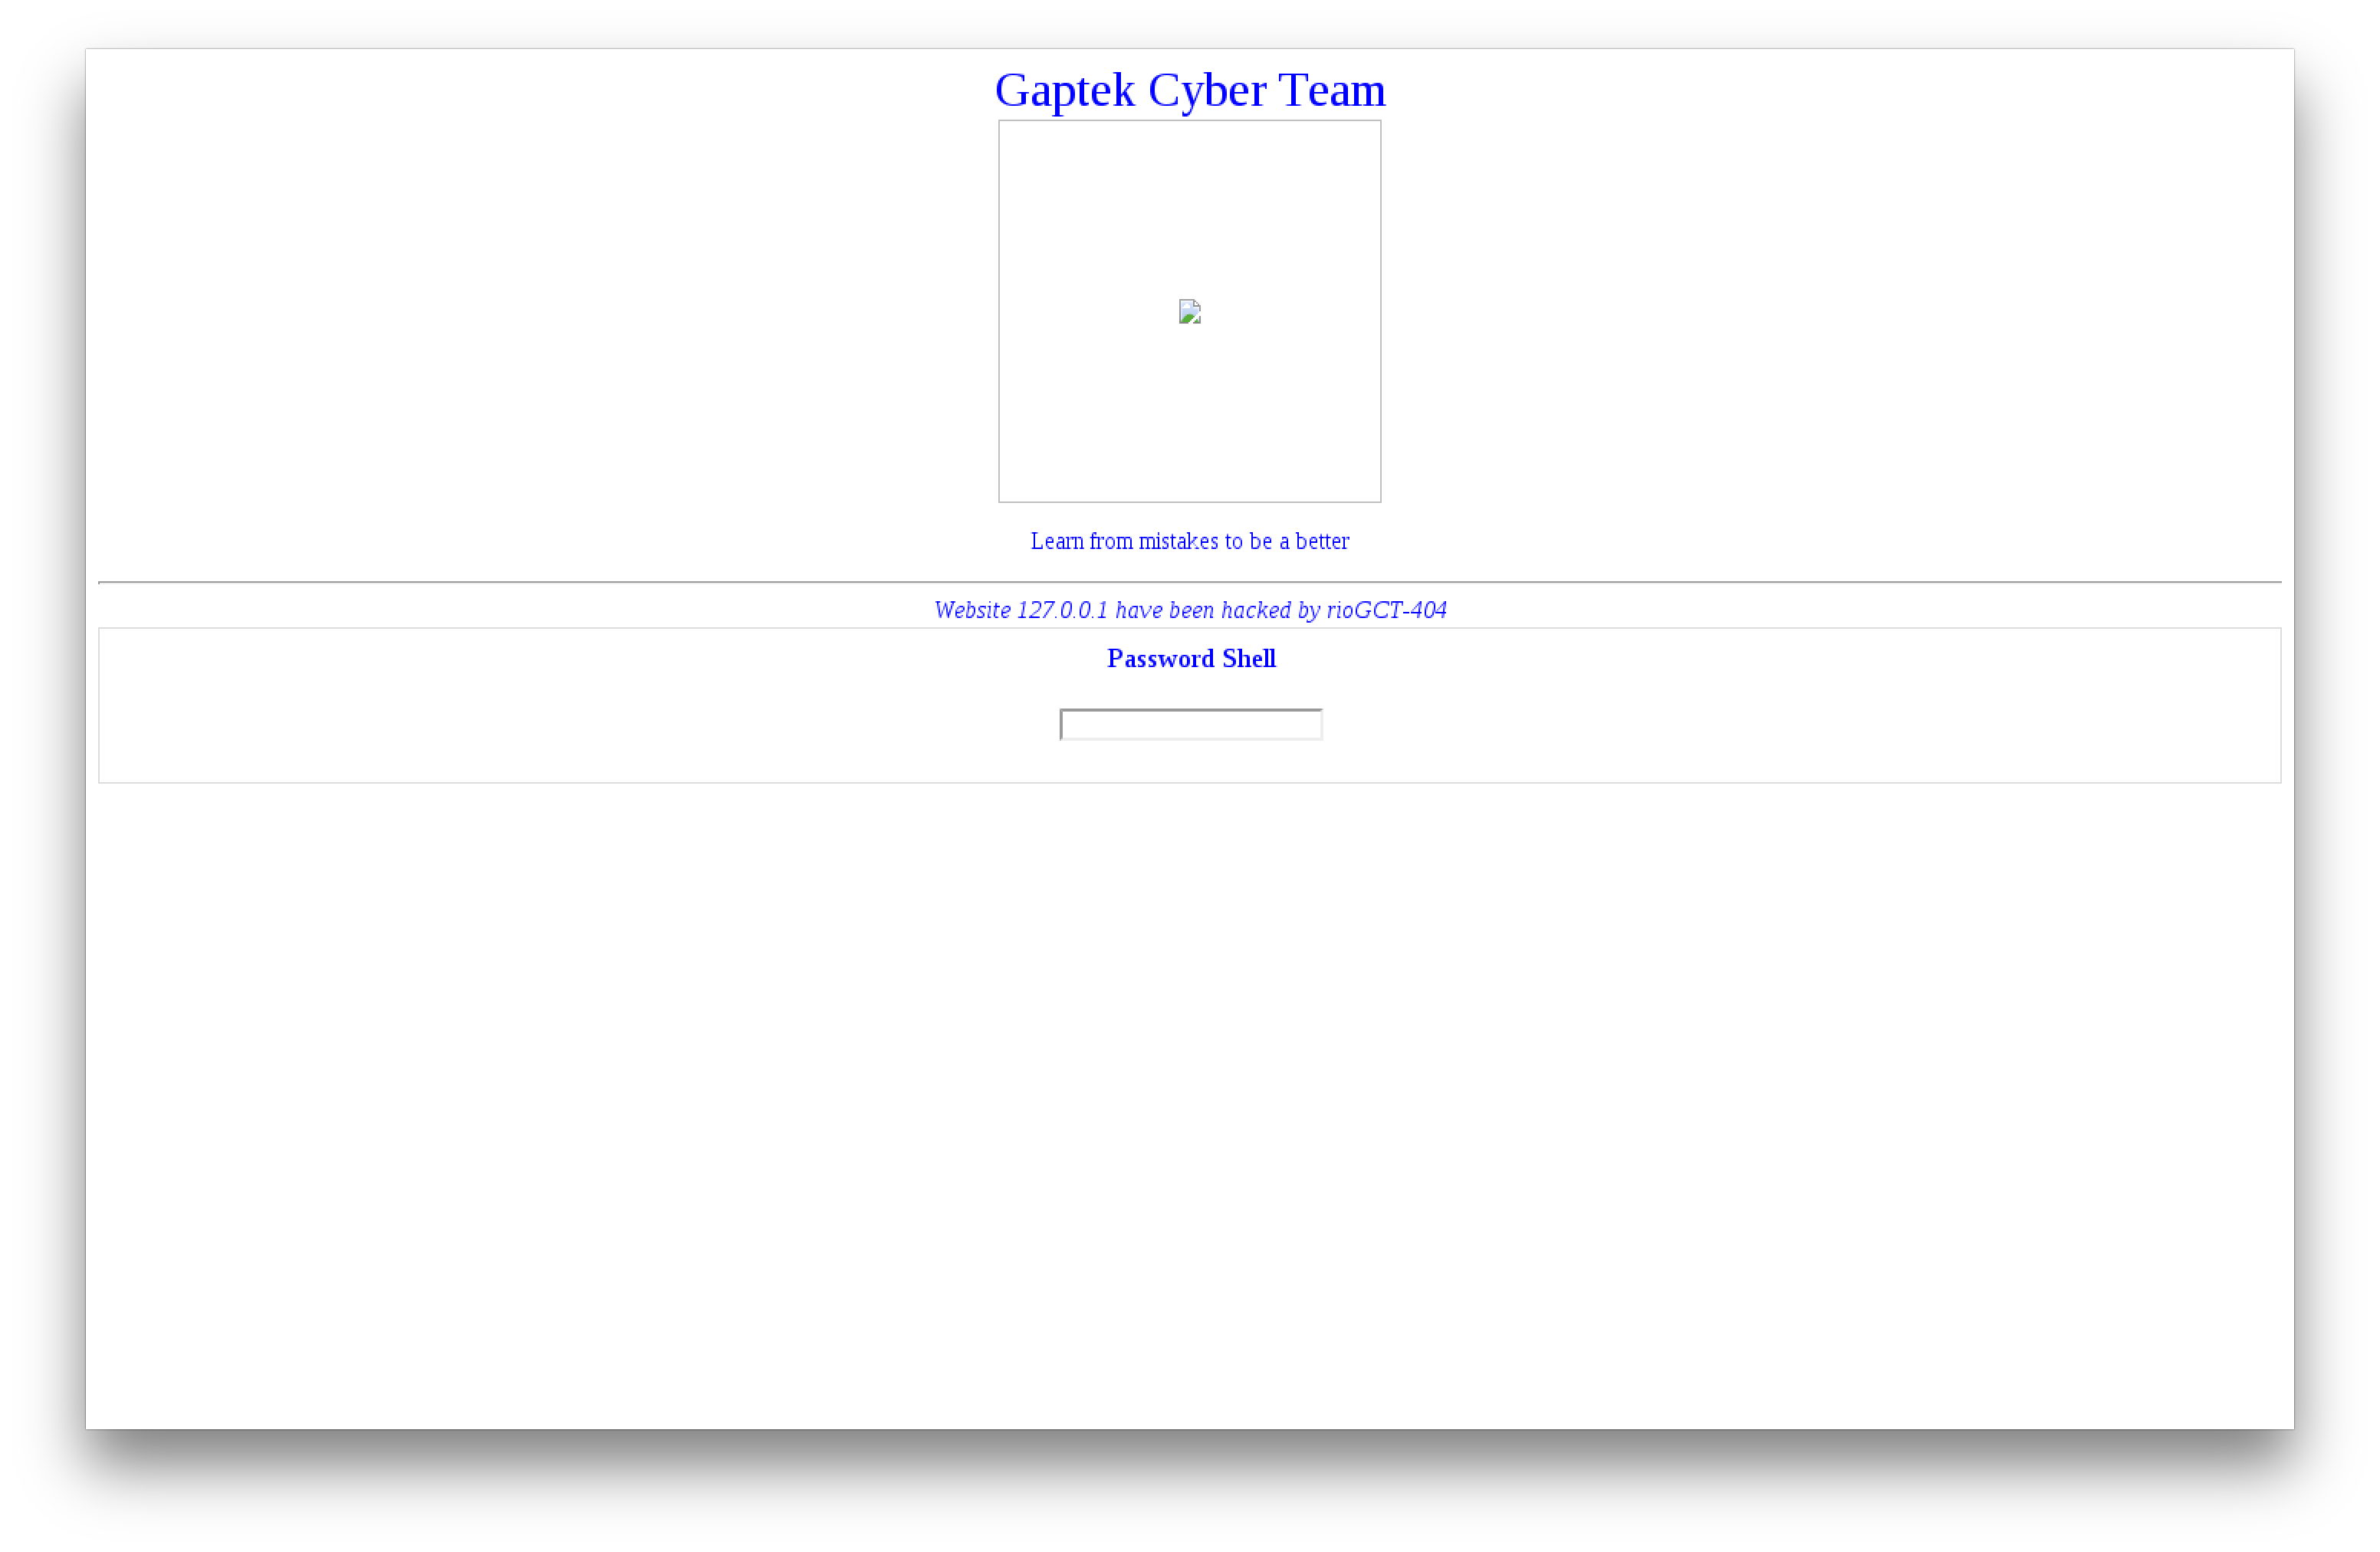 Gaptek Cyber Team
Learn from mistakes to be a better
Website 127.0.0.1 have been hacked by rioGCT-404
Password Shell